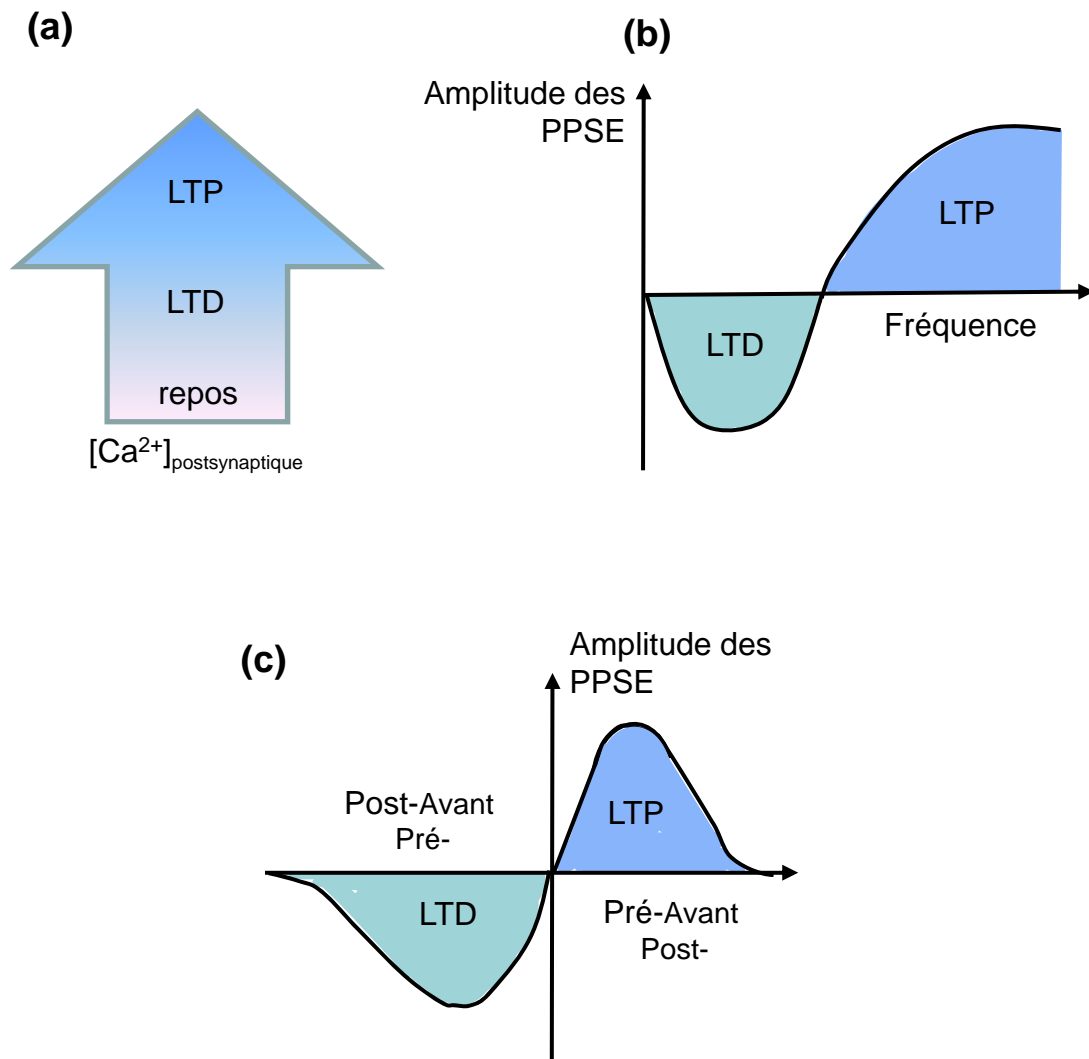 (a)
LTP
LTD
repos
[Ca²⁺]postsynaptique
(b)
Amplitude des
PPSE
LTP
LTD
Fréquence
(c)
Amplitude des
PPSE
Post-Avant
Pré-
LTP
LTD
Pré-Avant
Post-